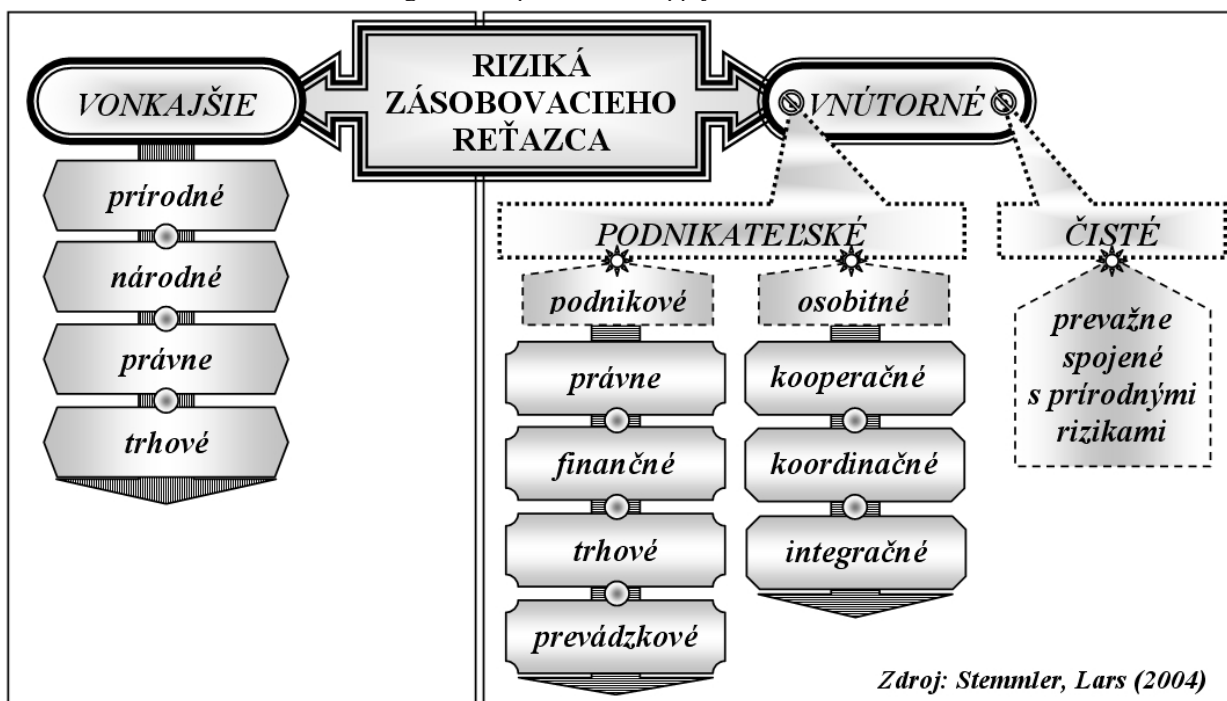 RIZIKÁ
ZÁSOBOVACIEHO
REŤAZCA
VONKAJŠIE
prírodné
národné
právne
trhové
VNÚTORNÉ
PODNIKATEĽSKÉ
podnikové
právne
finančné
trhové
prevádzkové
osobitné
kooperačné
koordinačné
integračné
ČISTÉ
prevažne
spojené
s prírodnými
rizikami
Zdroj: Stemmler, Lars (2004)